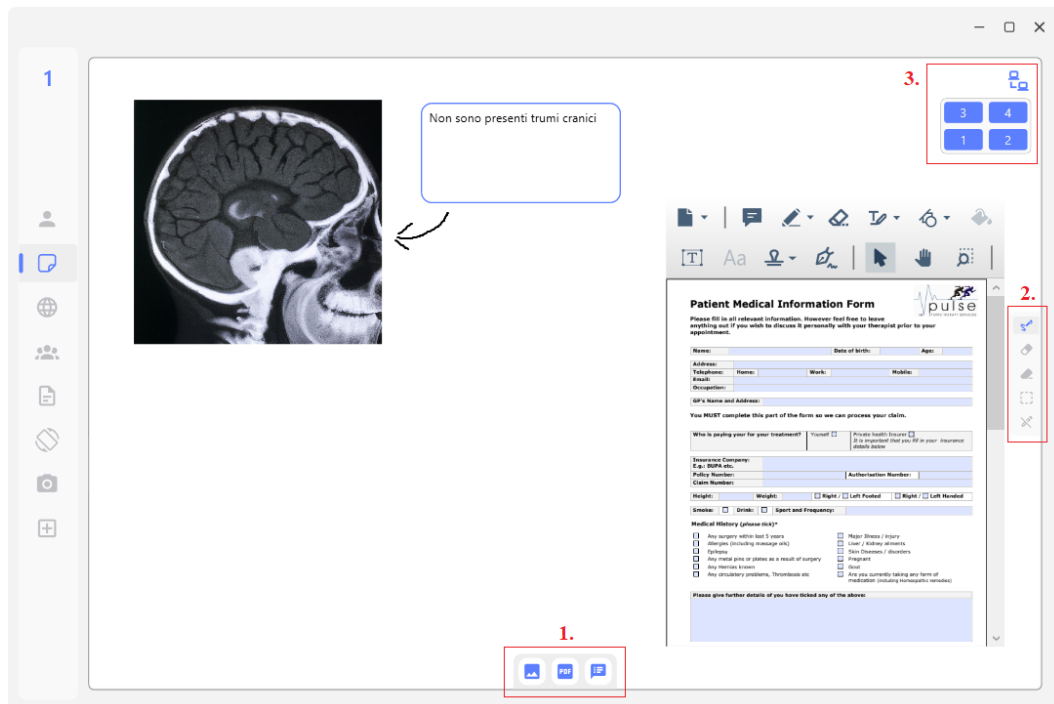 1
Non sono presenti trumi cranici
3.
3 4
1 2
T Aa
Patient Medical Information Form
pulse
Please fill in all relevant information. However feel free to leave
anything out if you wish to discuss it personally with your therapist prior to your
appointment.
2.
Name: Date of birth: Age:
Address:
Telephone: Home: Work: Mobile:
Email:
Occupation:
GP's Name and Address:
You MUST complete this part of the form so we can process your claim.
Who is paying your for your treatment? Yourself Private health Insurer
It is important that you fill in your insurance
details below
Insurance Company:
E.g.: BUPA etc.
Policy Number: Authorisation Number:
Claim Number:
Height: Weight: Right / Left Footed Right / Left Handed
Smoke: Drink: Sport and Frequency:
Medical History (please tick)*
Any surgery within last 5 years Major Illness / injury
Allergies (including massage oils) Liver / Kidney ailments
Epilepsy Skin Diseases / disorders
Any metal pins or plates as a result of surgery Pregnant
Any Hernias known Gout
Any circulatory problems, Thrombosis etc Are you currently taking any form of
medication (including Homeopathic remedies)
Please give further details of you have ticked any of the above:
1.
PDF